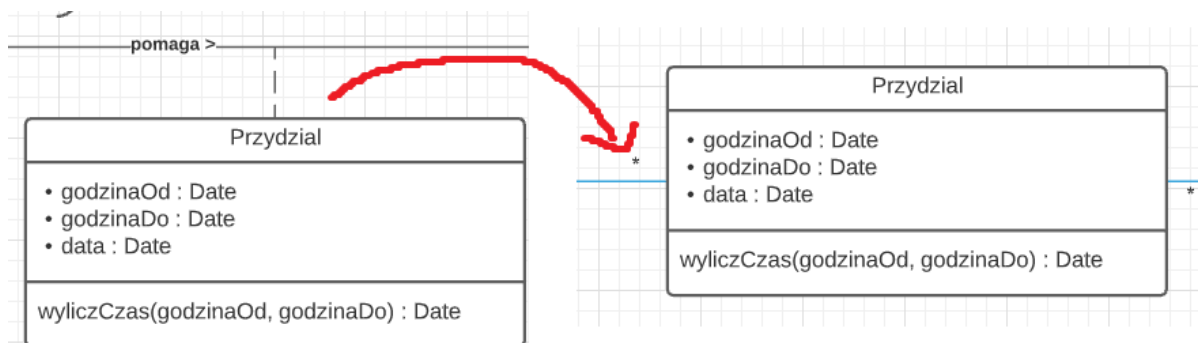 pomaga >
Przydzial
• godzinaOd : Date
• godzinaDo : Date
• data : Date
wyliczCzas(godzinaOd, godzinaDo) : Date
Przydzial
*
• godzinaOd : Date
• godzinaDo : Date
• data : Date
*
wyliczCzas(godzinaOd, godzinaDo) : Date